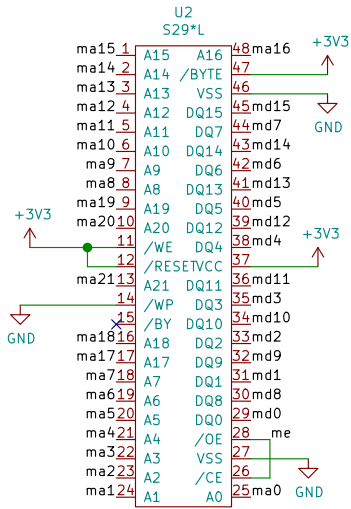 U2
S29*L
ma15 1 A15 A16 48 ma16
ma14 2 A14 /BYTE 47 +3V3
ma13 3 A13 VSS 46 GND
ma12 4 A12 DQ15 45 md15
ma11 5 A11 DQ7 44 md7
ma10 6 A10 DQ14 43 md14
ma9 7 A9 DQ6 42 md6
ma8 8 A8 DQ13 41 md13
ma19 9 A19 DQ5 40 md5
ma20 10 A20 DQ12 39 md12
+3V3 11 /WE DQ4 38 md4
12 /RESET VCC 37 +3V3
ma21 13 A21 DQ11 36 md11
GND 14 /WP DQ3 35 md3
15 /BY DQ10 34 md10
ma18 16 A18 DQ2 33 md2
ma17 17 A17 DQ9 32 md9
ma7 18 A7 DQ1 31 md1
ma6 19 A6 DQ8 30 md8
ma5 20 A5 DQ0 29 md0
ma4 21 A4 /OE 28 me
ma3 22 A3 VSS 27 GND
ma2 23 A2 /CE 26
ma1 24 A1 A0 25 ma0